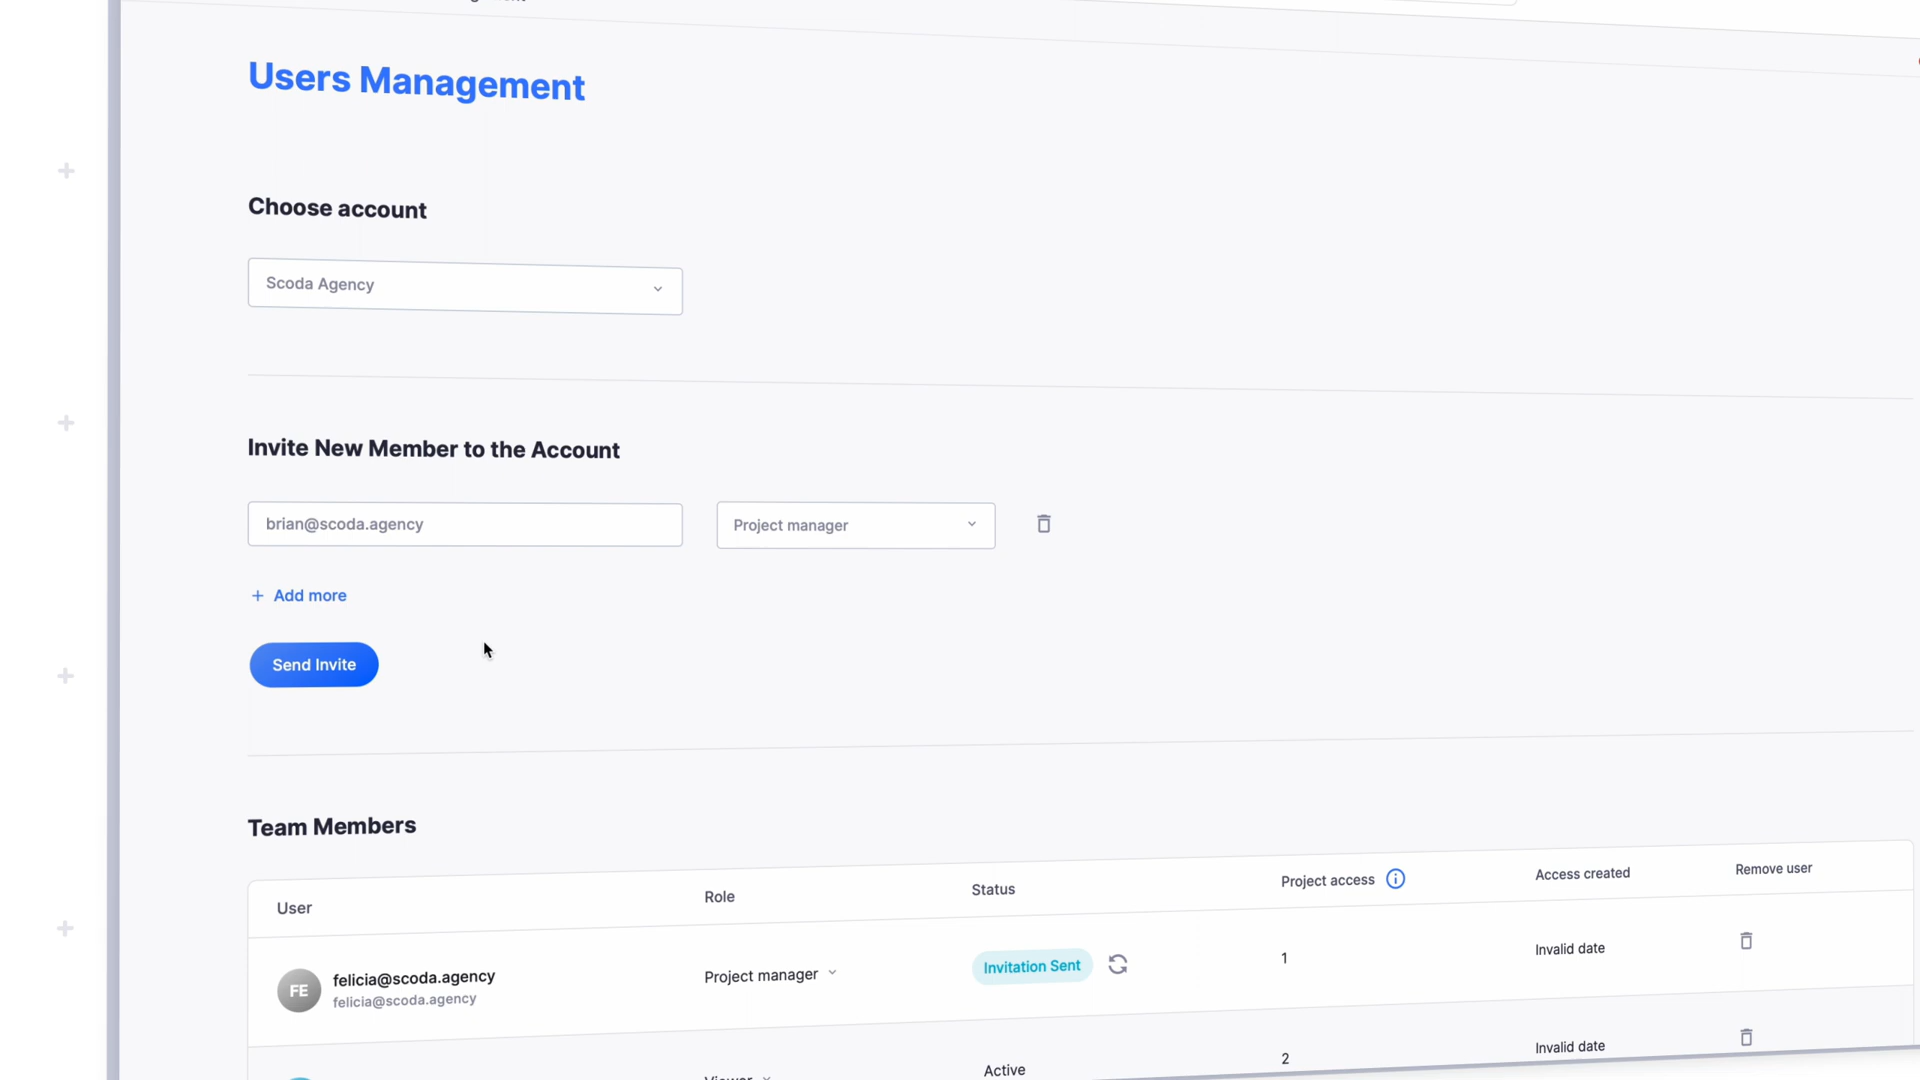 Users Management
Choose account
Scoda Agency
Invite New Member to the Account
brian@scoda.agency
Project manager
+ Add more
Send Invite
Team Members
User Role Status Project access Access created Remove user
FE felicia@scoda.agency Project manager Invitation Sent 1 Invalid date
felicia@scoda.agency
Viewer Active 2 Invalid date